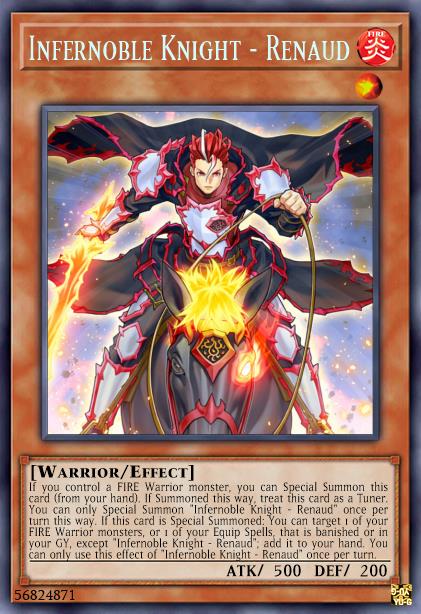 Infernoble Knight - Renaud
FIRE
炎
[Warrior/Effect]
If you control a FIRE Warrior monster, you can Special Summon this
card (from your hand). If Summoned this way, treat this card as a Tuner.
You can only Special Summon "Infernoble Knight - Renaud" once per
turn this way. If this card is Special Summoned: You can target 1 of your
FIRE Warrior monsters, or 1 of your Equip Spells, that is banished or in
your GY, except "Infernoble Knight - Renaud"; add it to your hand. You
can only use this effect of "Infernoble Knight - Renaud" once per turn.
ATK/ 500 DEF/ 200
56824871